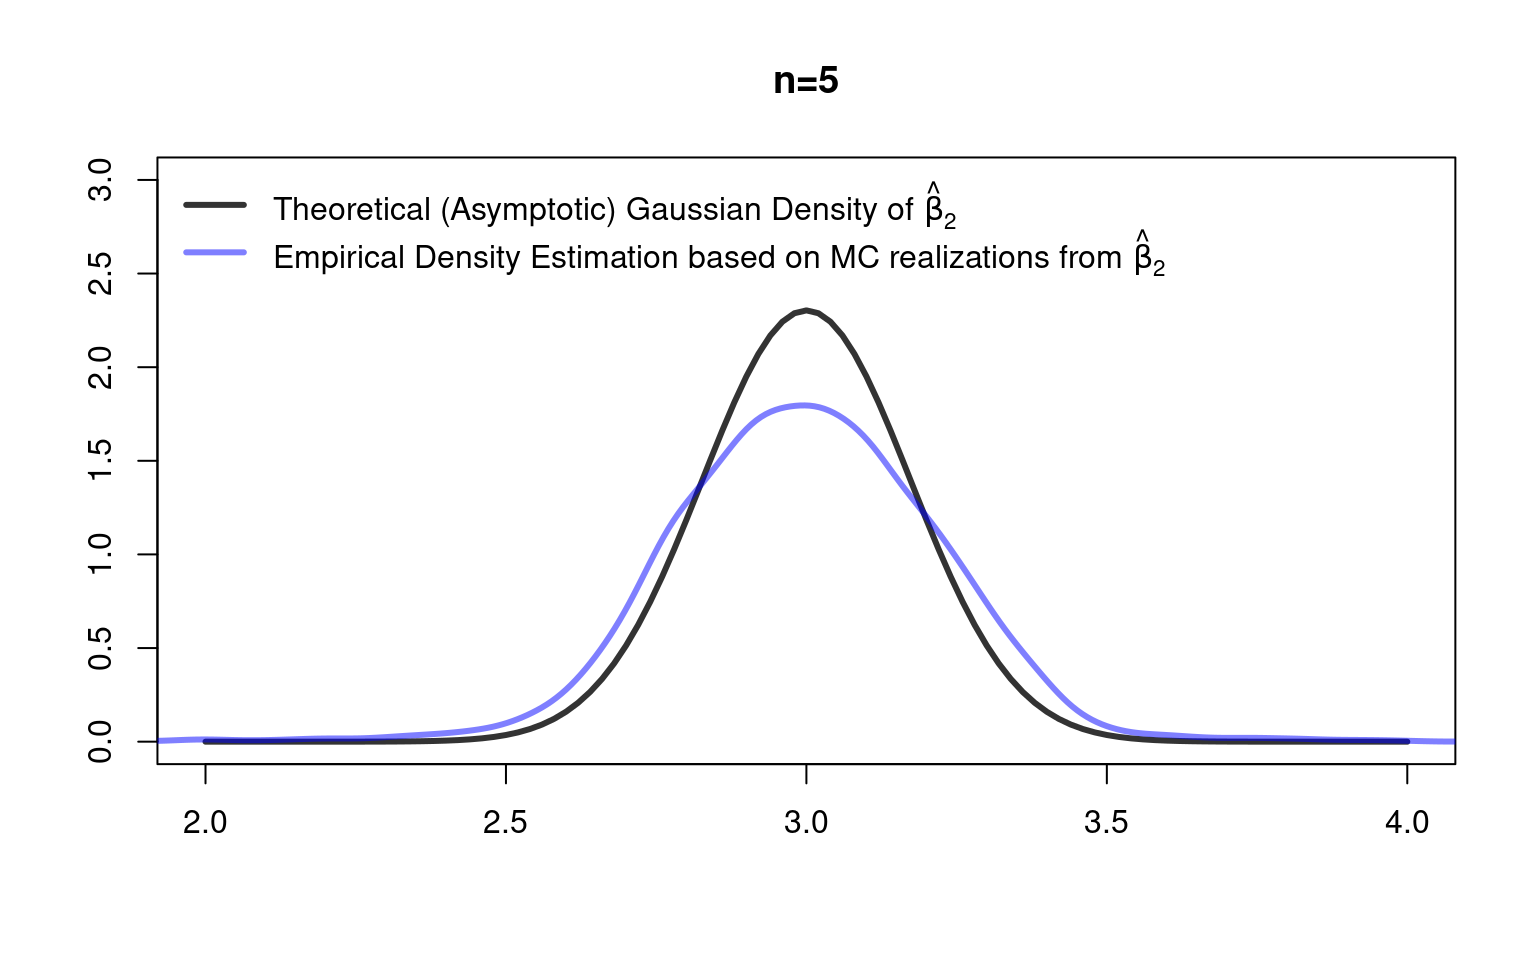 n=5
Theoretical (Asymptotic) Gaussian Density of β̂₂
Empirical Density Estimation based on MC realizations from β̂₂
3.0
2.5
2.0
1.5
1.0
0.5
0.0
2.0 2.5 3.0 3.5 4.0